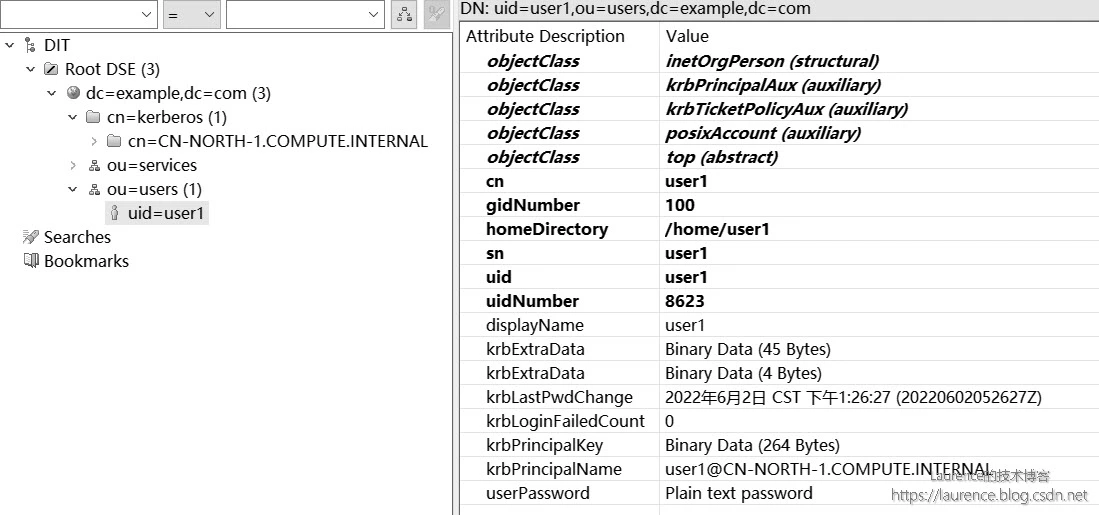 =
DIT
Root DSE (3)
dc=example,dc=com (3)
cn=kerberos (1)
cn=CN-NORTH-1.COMPUTE.INTERNAL
ou=services
ou=users (1)
uid=user1
Searches
Bookmarks
DN: uid=user1,ou=users,dc=example,dc=com
Attribute Description Value
objectClass inetOrgPerson (structural)
objectClass krbPrincipalAux (auxiliary)
objectClass krbTicketPolicyAux (auxiliary)
objectClass posixAccount (auxiliary)
objectClass top (abstract)
cn user1
gidNumber 100
homeDirectory /home/user1
sn user1
uid user1
uidNumber 8623
displayName user1
krbExtraData Binary Data (45 Bytes)
krbExtraData Binary Data (4 Bytes)
krbLastPwdChange 2022年6月2日 CST 下午1:26:27 (20220602052627Z)
krbLoginFailedCount 0
krbPrincipalKey Binary Data (264 Bytes)
krbPrincipalName user1@CN-NORTH-1.COMPUTE.INTERNAL
userPassword Plain text password
Laurence的技术博客
https://laurence.blog.csdn.net